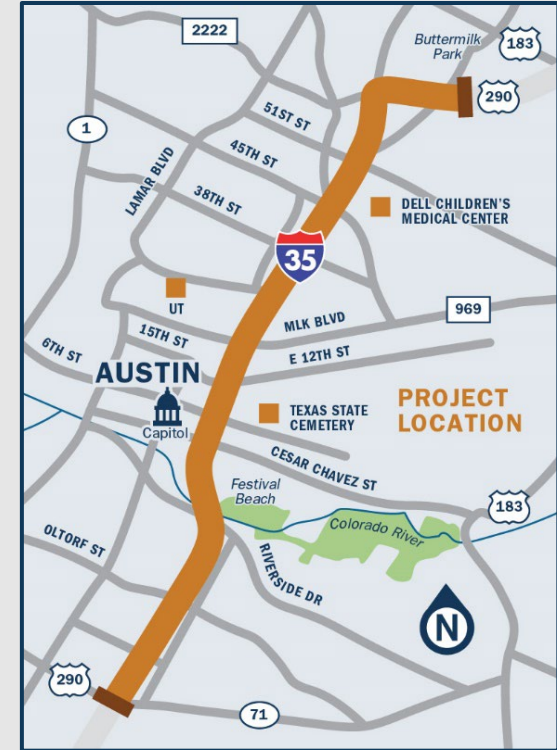 2222
Buttermilk
Park
183
290
1
51ST ST
45TH ST
LAMAR BLVD
38TH ST
DELL CHILDREN'S
MEDICAL CENTER
35
UT
MLK BLVD
969
15TH ST
6TH ST
E 12TH ST
AUSTIN
Capitol
TEXAS STATE
CEMETERY
PROJECT
LOCATION
CESAR CHAVEZ ST
Festival
Beach
183
Colorado River
OLTORF ST
RIVERSIDE DR
N
290
71